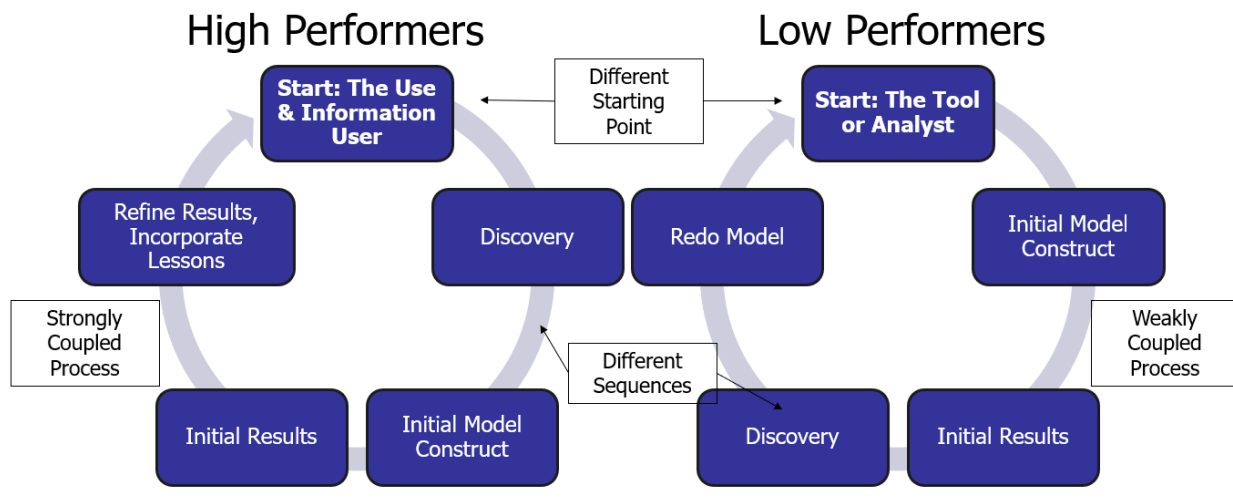 High Performers
Low Performers
Start: The Use
& Information
User
Different
Starting
Point
Start: The Tool
or Analyst
Refine Results,
Incorporate
Lessons
Discovery
Redo Model
Initial Model
Construct
Strongly
Coupled
Process
Different
Sequences
Weakly
Coupled
Process
Initial Results
Initial Model
Construct
Discovery
Initial Results